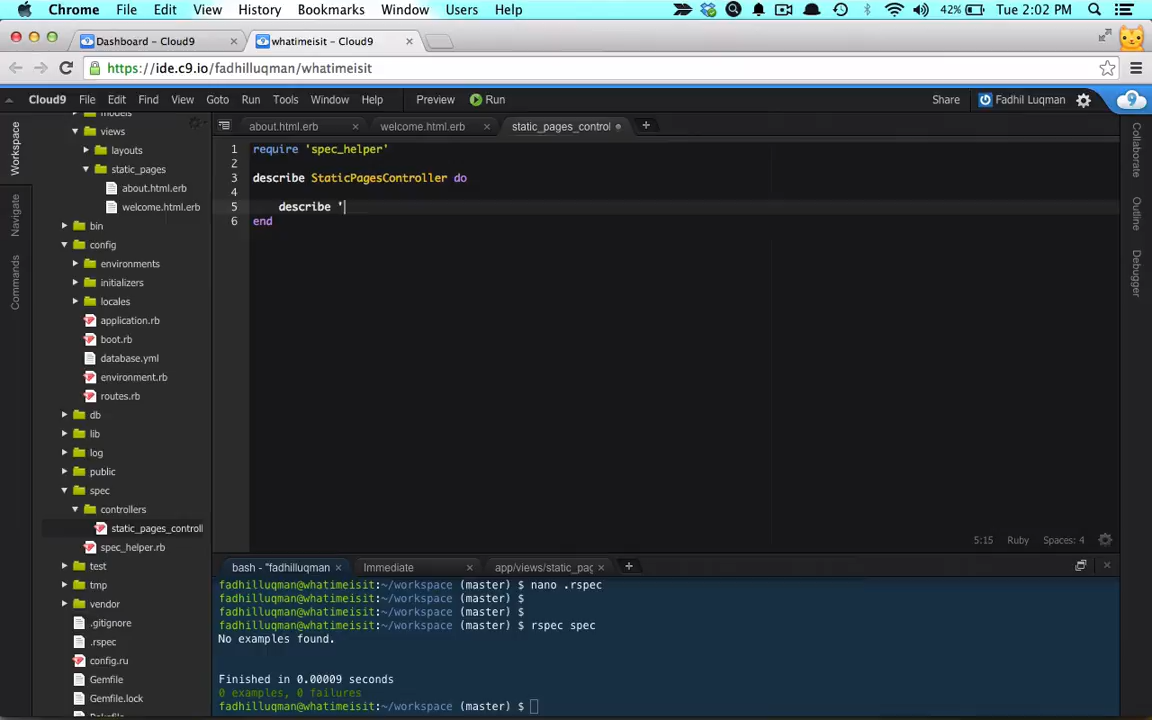 Chrome File Edit View History Bookmarks Window Users Help 42% Tue 2:02 PM
Dashboard – Cloud9 whatimeisit – Cloud9
https://ide.c9.io/fadhilluqman/whatimeisit
Cloud9 File Edit Find View Goto Run Tools Window Help Preview Run Share Fadhil Luqman
about.html.erb welcome.html.erb static_pages_control
Workspace
Navigate
Commands
models
views
layouts
static_pages
about.html.erb
welcome.html.erb
bin
config
environments
initializers
locales
application.rb
boot.rb
database.yml
environment.rb
routes.rb
db
lib
log
public
spec
controllers
static_pages_controll
spec_helper.rb
test
tmp
vendor
.gitignore
.rspec
config.ru
Gemfile
Gemfile.lock
1 require 'spec_helper'
2
3 describe StaticPagesController do
4
5 describe '
6 end
5:15 Ruby Spaces: 4
Collaborate
Outline
Debugger
bash - "fadhilluqman Immediate app/views/static_pag
fadhilluqman@whatimeisit:~/workspace (master) $ nano .rspec
fadhilluqman@whatimeisit:~/workspace (master) $
fadhilluqman@whatimeisit:~/workspace (master) $
fadhilluqman@whatimeisit:~/workspace (master) $ rspec spec
No examples found.
Finished in 0.00009 seconds
0 examples, 0 failures
fadhilluqman@whatimeisit:~/workspace (master) $